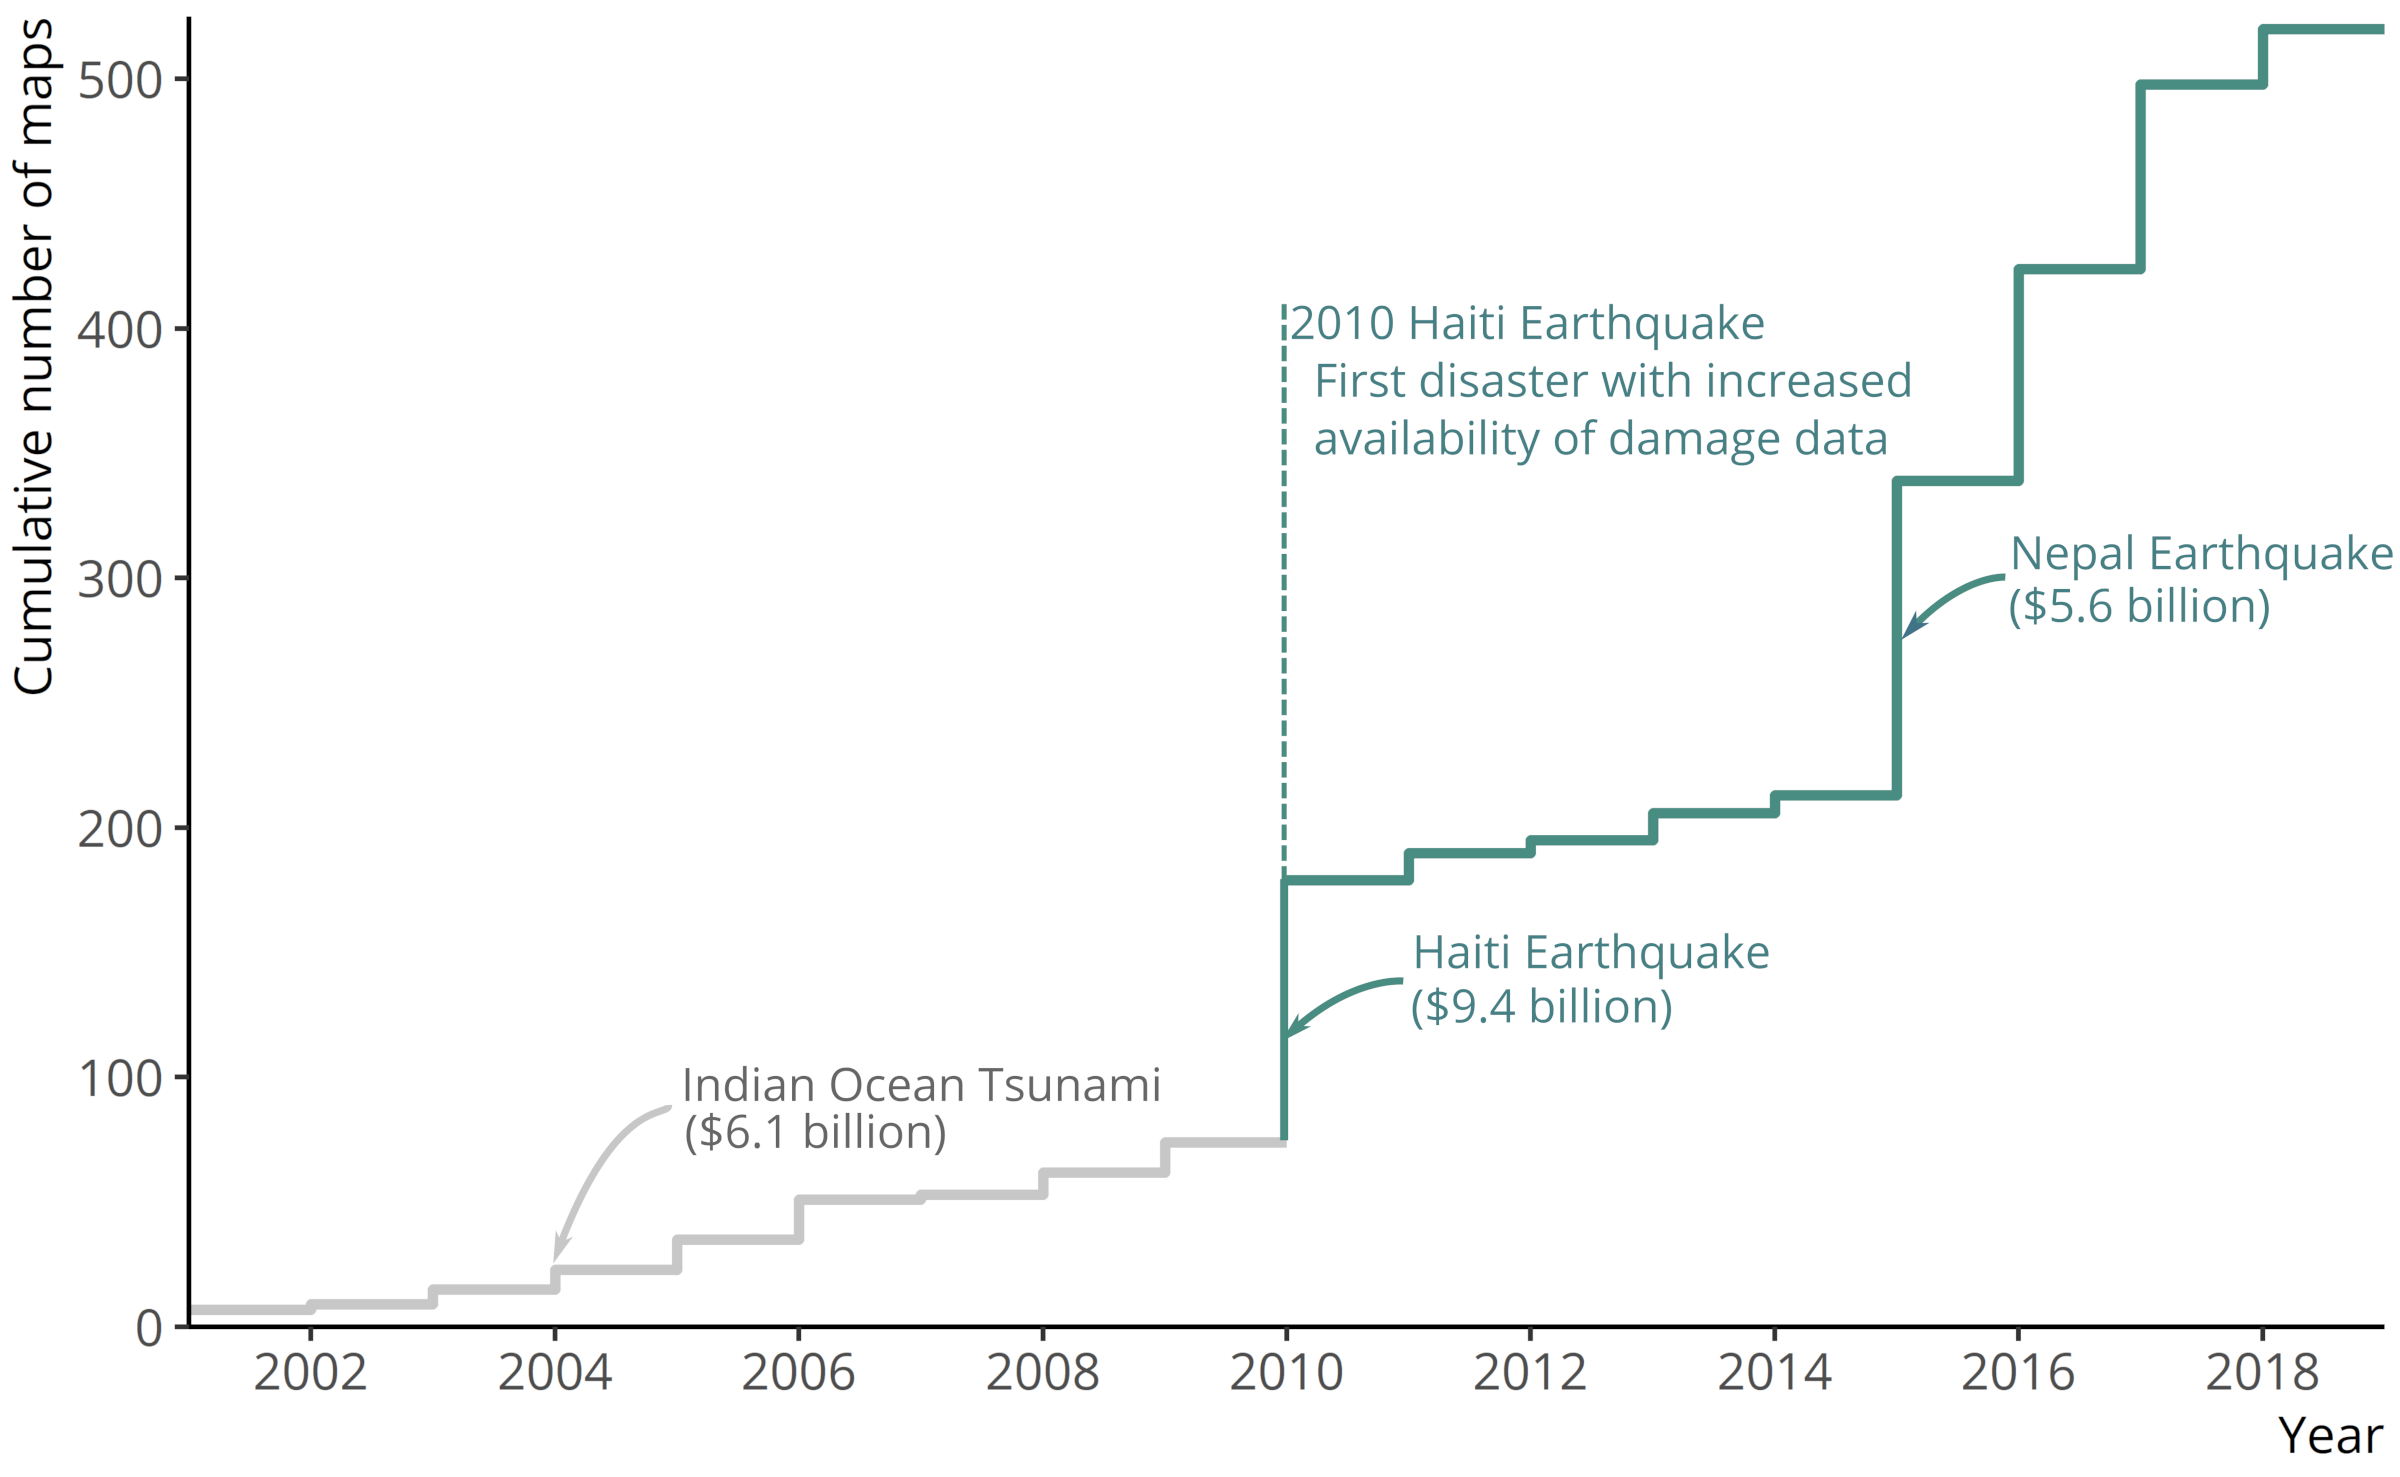 Cumulative number of maps
500
400
300
200
100
0
2010 Haiti Earthquake
First disaster with increased
availability of damage data
Nepal Earthquake
($5.6 billion)
Haiti Earthquake
($9.4 billion)
Indian Ocean Tsunami
($6.1 billion)
2002 2004 2006 2008 2010 2012 2014 2016 2018
Year